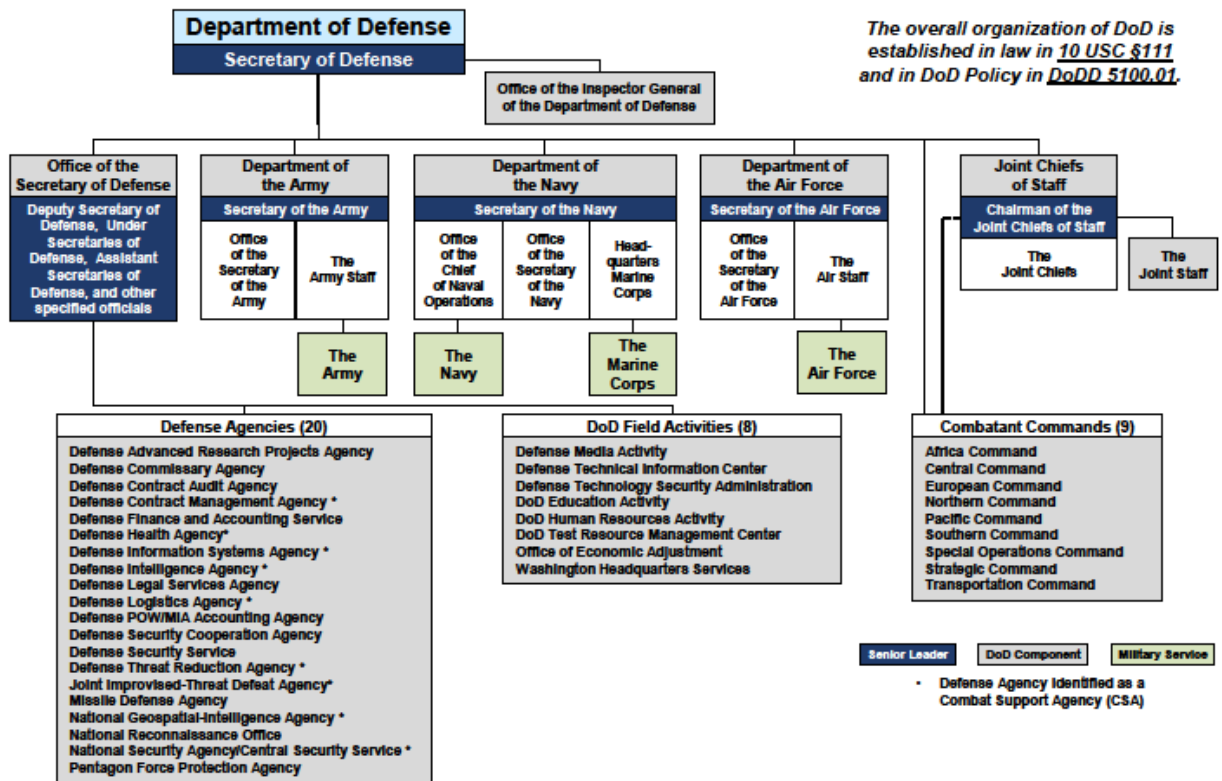 Department of Defense
Secretary of Defense
The overall organization of DoD is
established in law in 10 USC §111
and in DoD Policy in DoDD 5100.01.
Office of the Inspector General
of the Department of Defense
Office of the
Secretary of Defense
Deputy Secretary of
Defense, Under
Secretaries of
Defense, Assistant
Secretaries of
Defense, and other
specified officials
Department of
the Army
Secretary of the Army
Office
of the
Secretary
of the
Army
The
Army Staff
Department of
the Navy
Secretary of the Navy
Office
of the
Chief
of Naval
Operations
Office
of the
Secretary
of the
Navy
Head-
quarters
Marine
Corps
Department of
the Air Force
Secretary of the Air Force
Office
of the
Secretary
of the
Air Force
The
Air Staff
Joint Chiefs
of Staff
Chairman of the
Joint Chiefs of Staff
The
Joint Chiefs
The
Joint Staff
The
Army
The
Navy
The
Marine
Corps
The
Air Force
Defense Agencies (20)
Defense Advanced Research Projects Agency
Defense Commissary Agency
Defense Contract Audit Agency
Defense Contract Management Agency *
Defense Finance and Accounting Service
Defense Health Agency*
Defense Information Systems Agency *
Defense Intelligence Agency *
Defense Legal Services Agency
Defense Logistics Agency *
Defense POW/MIA Accounting Agency
Defense Security Cooperation Agency
Defense Security Service
Defense Threat Reduction Agency *
Joint Improvised-Threat Defeat Agency*
Missile Defense Agency
National Geospatial-Intelligence Agency *
National Reconnaissance Office
National Security Agency/Central Security Service *
Pentagon Force Protection Agency
DoD Field Activities (8)
Defense Media Activity
Defense Technical Information Center
Defense Technology Security Administration
DoD Education Activity
DoD Human Resources Activity
DoD Test Resource Management Center
Office of Economic Adjustment
Washington Headquarters Services
Combatant Commands (9)
Africa Command
Central Command
European Command
Northern Command
Pacific Command
Southern Command
Special Operations Command
Strategic Command
Transportation Command
Senior Leader
DoD Component
Military Service
• Defense Agency Identified as a
Combat Support Agency (CSA)